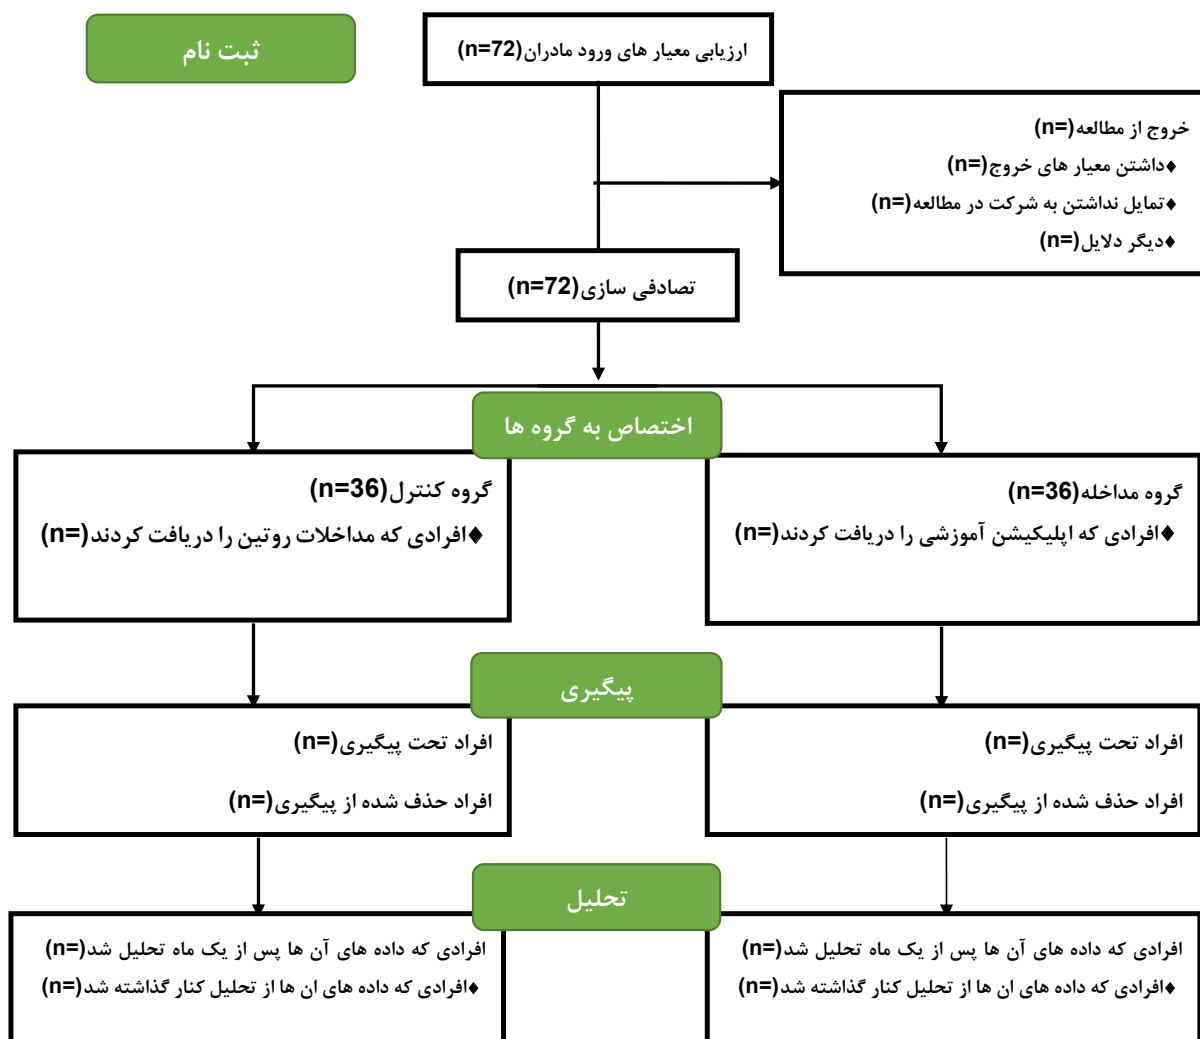 ثبت نام
ارزیابی معیار های ورود مادران(n=72)
خروج از مطالعه(n=)
♦داشتن معیار های خروج(n=)
♦تمایل نداشتن به شرکت در مطالعه(n=)
♦دیگر دلایل(n=)
تصادفی سازی(n=72)
اختصاص به گروه ها
گروه مداخله(n=36)
♦افرادی که اپلیکیشن آموزشی را دریافت کردند(n=)
گروه کنترل(n=36)
♦افرادی که مداخلات روتین را دریافت کردند(n=)
پیگیری
افراد تحت پیگیری(n=)
افراد حذف شده از پیگیری(n=)
افراد تحت پیگیری(n=)
افراد حذف شده از پیگیری(n=)
تحلیل
افرادی که داده های آن ها پس از یک ماه تحلیل شد(n=)
♦افرادی که داده های ان ها از تحلیل کنار گذاشته شد(n=)
افرادی که داده های آن ها پس از یک ماه تحلیل شد(n=)
♦افرادی که داده های ان ها از تحلیل کنار گذاشته شد(n=)